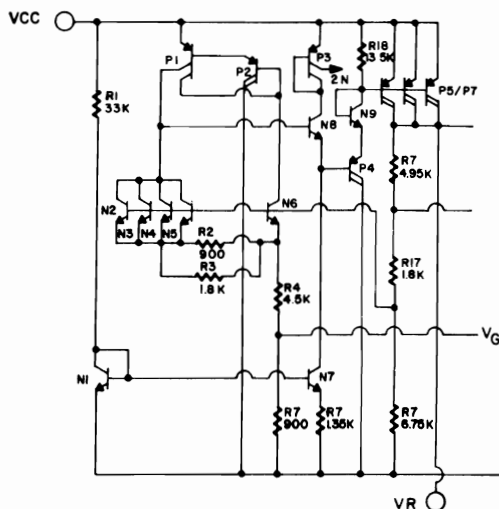 VCC
R1
33K
P1
P2
P3
2N
R18
13.5K
N9
P5/P7
N8
P4
R7
4.95K
N2
N3
N4
N5
N6
R2
900
R3
1.8K
R4
4.5K
R17
1.8K
VG
N1
N7
R7
900
R7
1.35K
R7
6.75K
VR